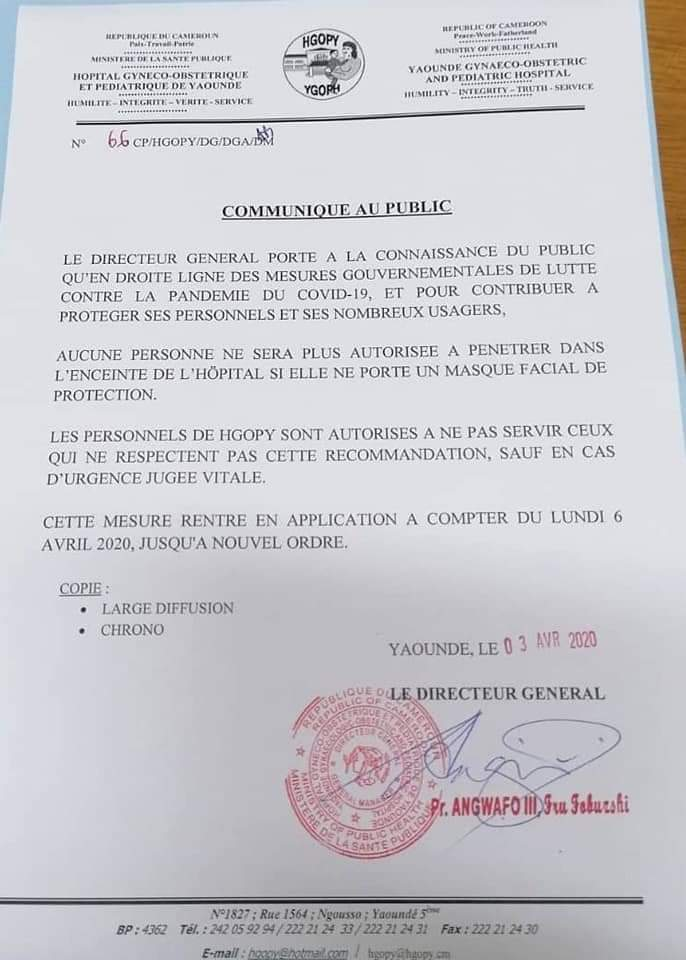 REPUBLIQUE DU CAMEROUN
Paix-Travail-Patrie
MINISTERE DE LA SANTE PUBLIQUE
HOPITAL GYNECO-OBSTETRIQUE
ET PEDIATRIQUE DE YAOUNDE
HUMILITE – INTEGRITE – VERITE - SERVICE
HGOPY
YGOPH
REPUBLIC OF CAMEROON
Peace-Work-Fatherland
MINISTRY OF PUBLIC HEALTH
YAOUNDE GYNAECO-OBSTETRIC
AND PEDIATRIC HOSPITAL
HUMILITY – INTEGRITY – TRUTH - SERVICE
N° 66 CP/HGOPY/DG/DGA/DM
COMMUNIQUE AU PUBLIC
LE DIRECTEUR GENERAL PORTE A LA CONNAISSANCE DU PUBLIC
QU'EN DROITE LIGNE DES MESURES GOUVERNEMENTALES DE LUTTE
CONTRE LA PANDEMIE DU COVID-19, ET POUR CONTRIBUER A
PROTEGER SES PERSONNELS ET SES NOMBREUX USAGERS,
AUCUNE PERSONNE NE SERA PLUS AUTORISEE A PENETRER DANS
L'ENCEINTE DE L'HÖPITAL SI ELLE NE PORTE UN MASQUE FACIAL DE
PROTECTION.
LES PERSONNELS DE HGOPY SONT AUTORISES A NE PAS SERVIR CEUX
QUI NE RESPECTENT PAS CETTE RECOMMANDATION, SAUF EN CAS
D'URGENCE JUGEE VITALE.
CETTE MESURE RENTRE EN APPLICATION A COMPTER DU LUNDI 6
AVRIL 2020, JUSQU'A NOUVEL ORDRE.
COPIE :
• LARGE DIFFUSION
• CHRONO
YAOUNDE, LE 03 AVR 2020
LE DIRECTEUR GENERAL
REPUBLIQUE DU CAMEROUN
REPUBLIC OF CAMEROON
DIRECTEUR GENERAL
GENERAL MANAGER
MINISTRY OF PUBLIC HEALTH
MINISTERE DE LA SANTE PUBLIQUE
Pr. ANGWAFO III, Fru Fobuzshi
N°1827 ; Rue 1564 ; Ngousso ; Yaoundé 5ème
BP : 4362 Tél. : 242 05 92 94 / 222 21 24 33 / 222 21 24 31 Fax : 222 21 24 30
E-mail : hgopy@hotmail.com / hgopy@hgopy.cm